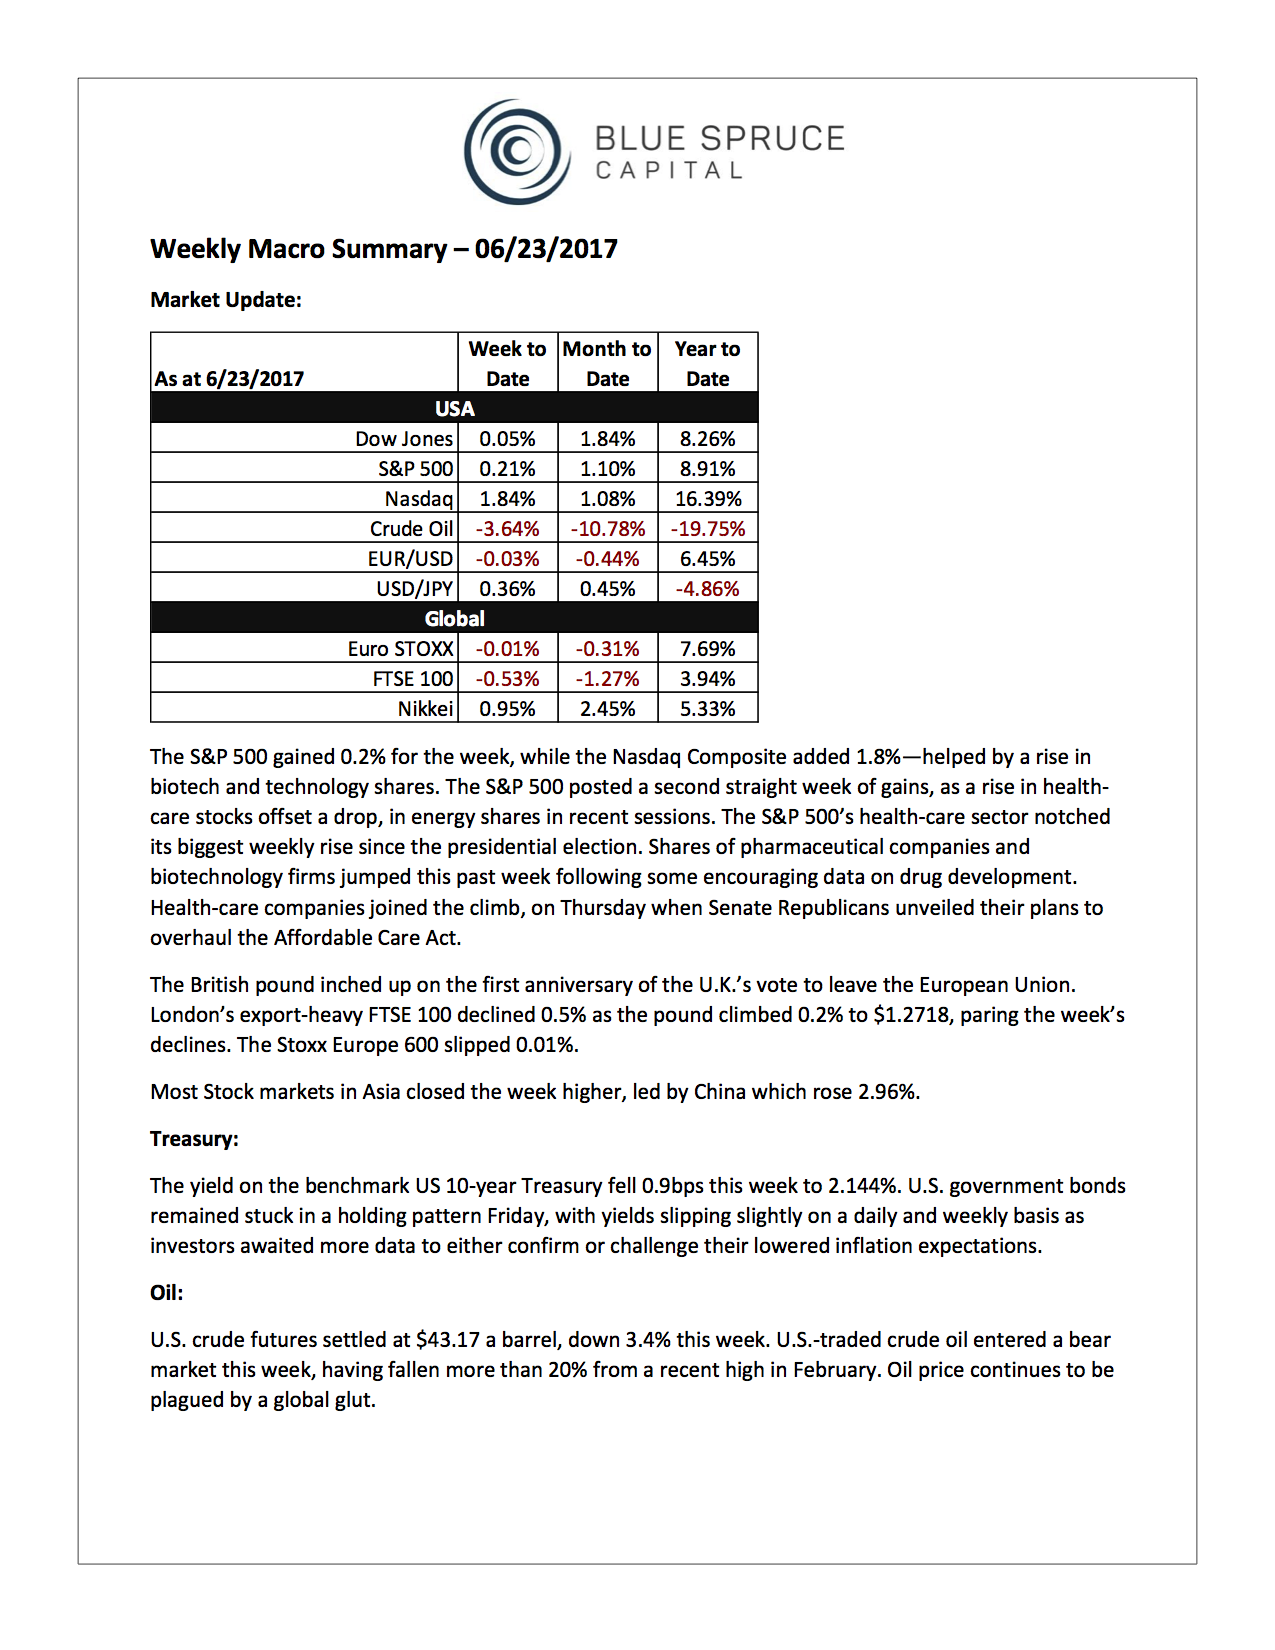 BLUE SPRUCE
CAPITAL
Weekly Macro Summary – 06/23/2017
Market Update:
As at 6/23/2017 Week to Date Month to Date Year to Date
USA
Dow Jones 0.05% 1.84% 8.26%
S&P 500 0.21% 1.10% 8.91%
Nasdaq 1.84% 1.08% 16.39%
Crude Oil -3.64% -10.78% -19.75%
EUR/USD -0.03% -0.44% 6.45%
USD/JPY 0.36% 0.45% -4.86%
Global
Euro STOXX -0.01% -0.31% 7.69%
FTSE 100 -0.53% -1.27% 3.94%
Nikkei 0.95% 2.45% 5.33%
The S&P 500 gained 0.2% for the week, while the Nasdaq Composite added 1.8%—helped by a rise in
biotech and technology shares. The S&P 500 posted a second straight week of gains, as a rise in health-
care stocks offset a drop, in energy shares in recent sessions. The S&P 500’s health-care sector notched
its biggest weekly rise since the presidential election. Shares of pharmaceutical companies and
biotechnology firms jumped this past week following some encouraging data on drug development.
Health-care companies joined the climb, on Thursday when Senate Republicans unveiled their plans to
overhaul the Affordable Care Act.
The British pound inched up on the first anniversary of the U.K.’s vote to leave the European Union.
London’s export-heavy FTSE 100 declined 0.5% as the pound climbed 0.2% to $1.2718, paring the week’s
declines. The Stoxx Europe 600 slipped 0.01%.
Most Stock markets in Asia closed the week higher, led by China which rose 2.96%.
Treasury:
The yield on the benchmark US 10-year Treasury fell 0.9bps this week to 2.144%. U.S. government bonds
remained stuck in a holding pattern Friday, with yields slipping slightly on a daily and weekly basis as
investors awaited more data to either confirm or challenge their lowered inflation expectations.
Oil:
U.S. crude futures settled at $43.17 a barrel, down 3.4% this week. U.S.-traded crude oil entered a bear
market this week, having fallen more than 20% from a recent high in February. Oil price continues to be
plagued by a global glut.